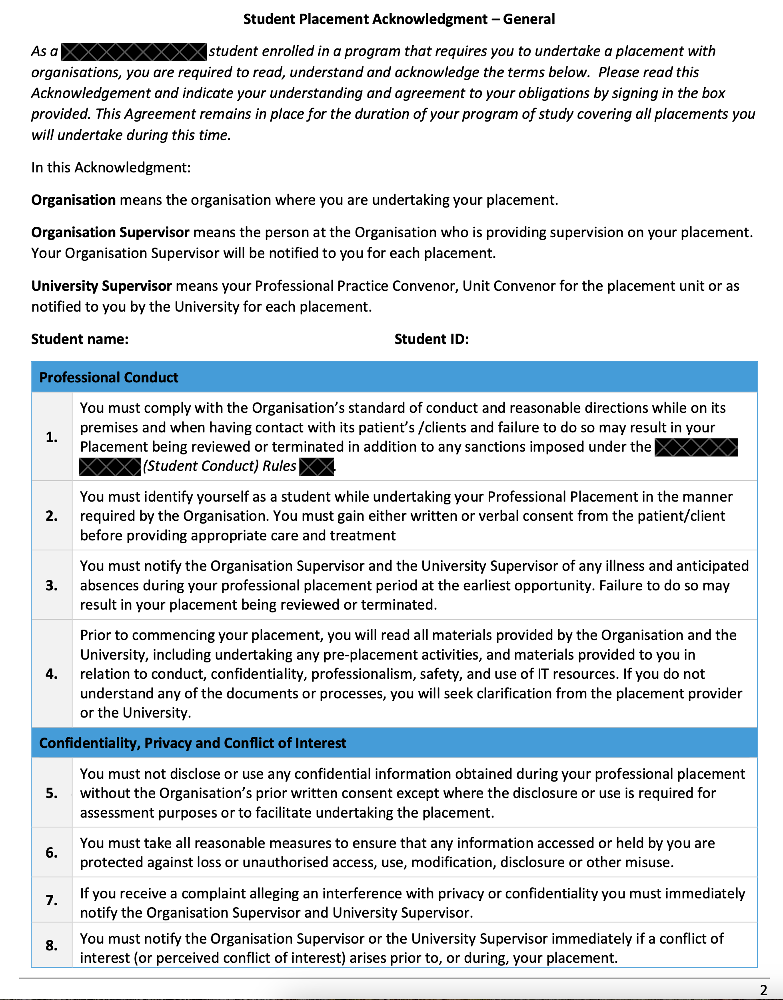 Student Placement Acknowledgment – General
As a student enrolled in a program that requires you to undertake a placement with
organisations, you are required to read, understand and acknowledge the terms below.  Please read this
Acknowledgement and indicate your understanding and agreement to your obligations by signing in the box
provided. This Agreement remains in place for the duration of your program of study covering all placements you
will undertake during this time.
In this Acknowledgment:
Organisation means the organisation where you are undertaking your placement.
Organisation Supervisor means the person at the Organisation who is providing supervision on your placement.
Your Organisation Supervisor will be notified to you for each placement.
University Supervisor means your Professional Practice Convenor, Unit Convenor for the placement unit or as
notified to you by the University for each placement.
Student name: Student ID:
Professional Conduct
1. You must comply with the Organisation’s standard of conduct and reasonable directions while on its
premises and when having contact with its patient’s /clients and failure to do so may result in your
Placement being reviewed or terminated in addition to any sanctions imposed under the
(Student Conduct) Rules .
2. You must identify yourself as a student while undertaking your Professional Placement in the manner
required by the Organisation. You must gain either written or verbal consent from the patient/client
before providing appropriate care and treatment
3. You must notify the Organisation Supervisor and the University Supervisor of any illness and anticipated
absences during your professional placement period at the earliest opportunity. Failure to do so may
result in your placement being reviewed or terminated.
4. Prior to commencing your placement, you will read all materials provided by the Organisation and the
University, including undertaking any pre-placement activities, and materials provided to you in
relation to conduct, confidentiality, professionalism, safety, and use of IT resources. If you do not
understand any of the documents or processes, you will seek clarification from the placement provider
or the University.
Confidentiality, Privacy and Conflict of Interest
5. You must not disclose or use any confidential information obtained during your professional placement
without the Organisation’s prior written consent except where the disclosure or use is required for
assessment purposes or to facilitate undertaking the placement.
6. You must take all reasonable measures to ensure that any information accessed or held by you are
protected against loss or unauthorised access, use, modification, disclosure or other misuse.
7. If you receive a complaint alleging an interference with privacy or confidentiality you must immediately
notify the Organisation Supervisor and University Supervisor.
8. You must notify the Organisation Supervisor or the University Supervisor immediately if a conflict of
interest (or perceived conflict of interest) arises prior to, or during, your placement.
2